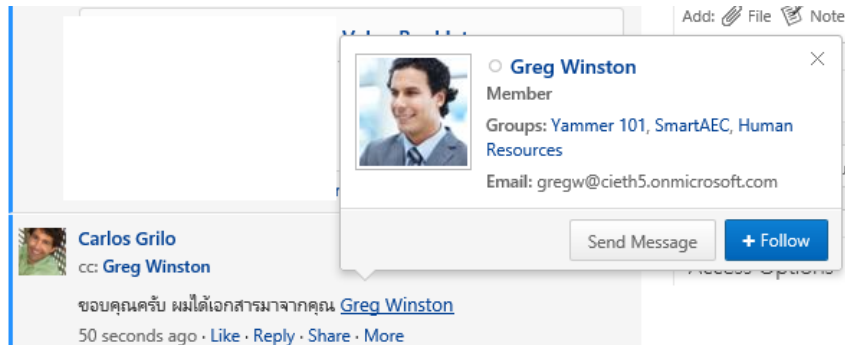 Add: File Note
Greg Winston
Member
Groups: Yammer 101, SmartAEC, Human
Resources
Email: gregw@cieth5.onmicrosoft.com
Send Message
+ Follow
Carlos Grilo
cc: Greg Winston
ขอบคุณครับ ผมได้เอกสารมาจากคุณ Greg Winston
50 seconds ago · Like · Reply · Share · More
Access Options